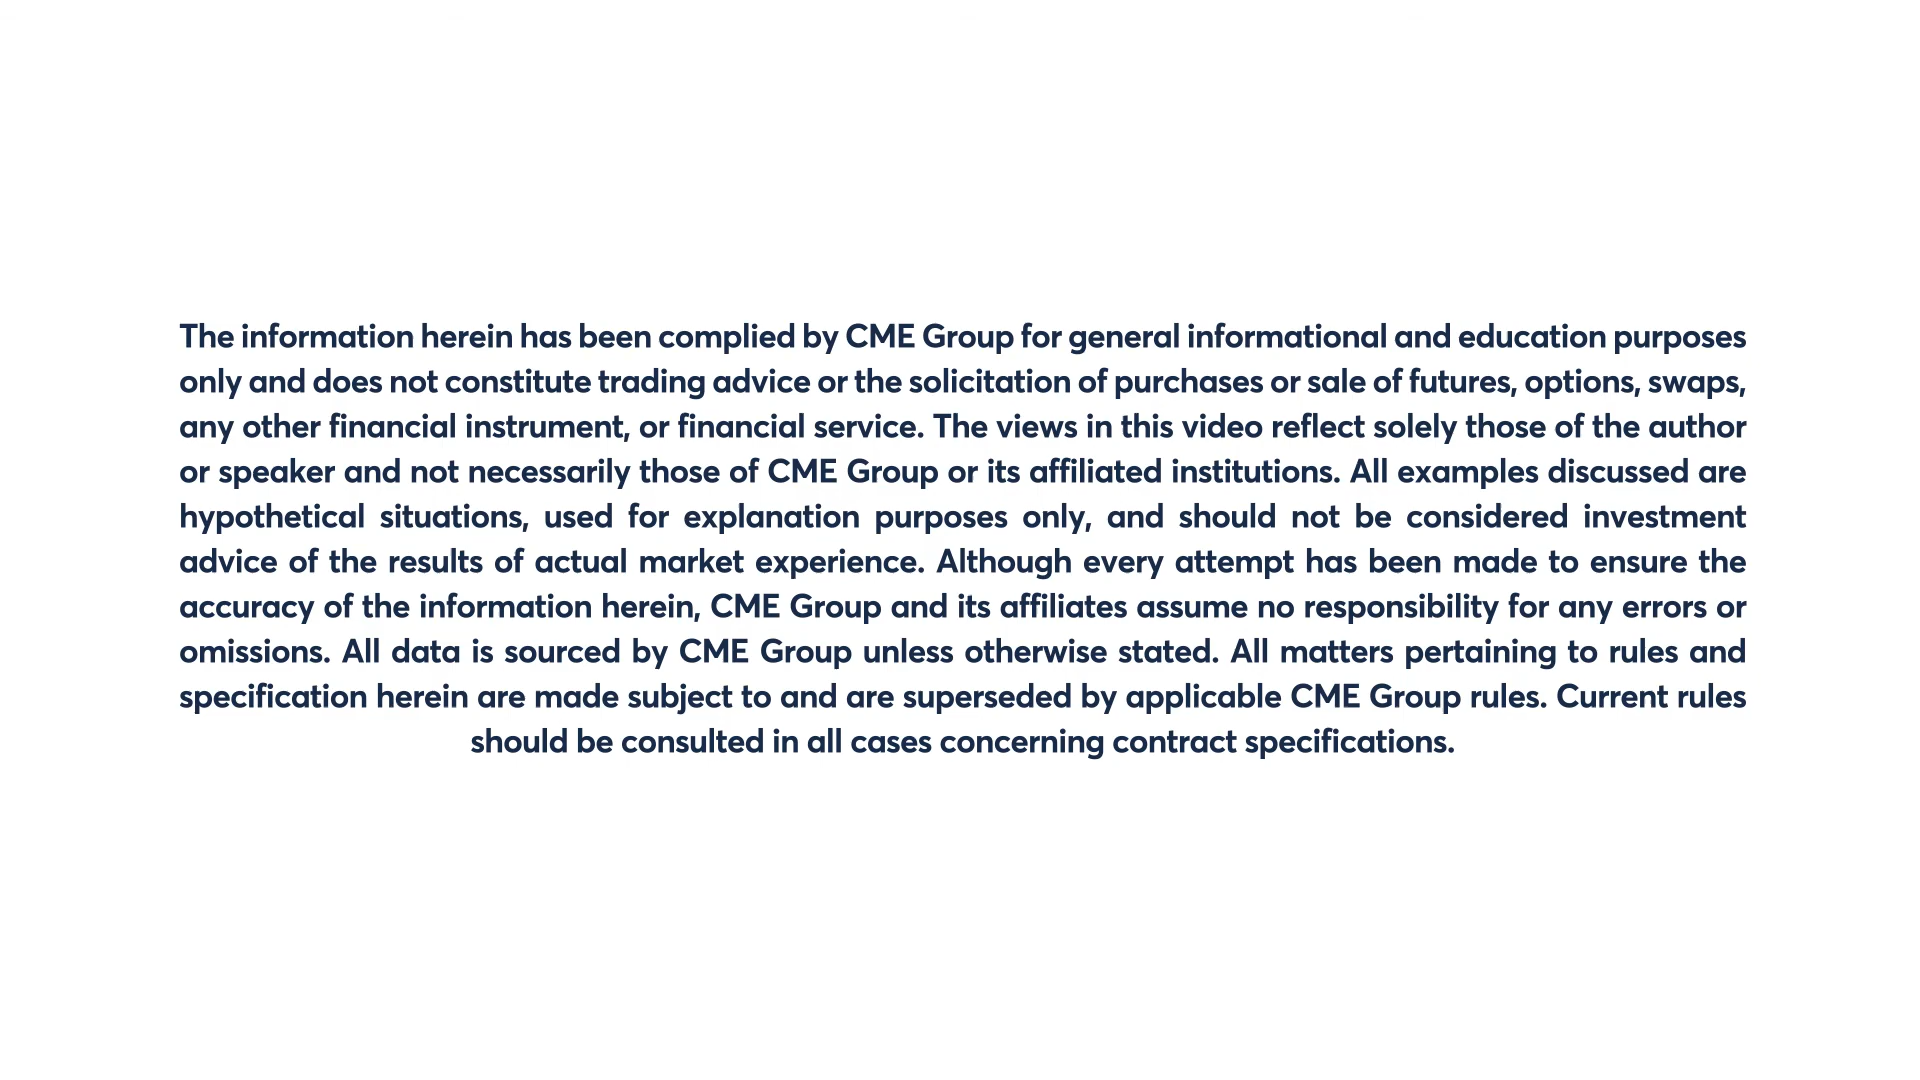 The information herein has been complied by CME Group for general informational and education purposes
only and does not constitute trading advice or the solicitation of purchases or sale of futures, options, swaps,
any other financial instrument, or financial service. The views in this video reflect solely those of the author
or speaker and not necessarily those of CME Group or its affiliated institutions. All examples discussed are
hypothetical situations, used for explanation purposes only, and should not be considered investment
advice of the results of actual market experience. Although every attempt has been made to ensure the
accuracy of the information herein, CME Group and its affiliates assume no responsibility for any errors or
omissions. All data is sourced by CME Group unless otherwise stated. All matters pertaining to rules and
specification herein are made subject to and are superseded by applicable CME Group rules. Current rules
should be consulted in all cases concerning contract specifications.